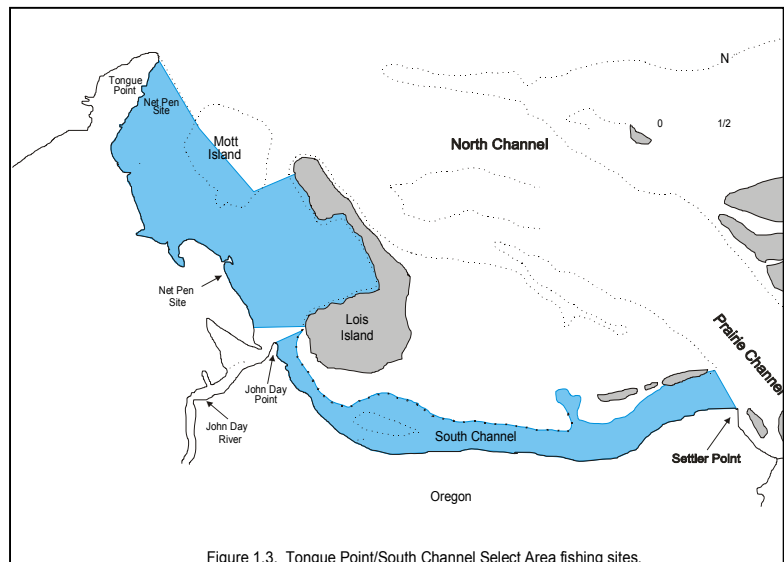 Tongue
Point
Net Pen
Site
Mott
Island
North Channel
N
0 1/2
Net Pen
Site
Lois
Island
Prairie Channel
John Day
Point
John Day
River
South Channel
Settler Point
Oregon
Figure 1.3. Tongue Point/South Channel Select Area fishing sites.